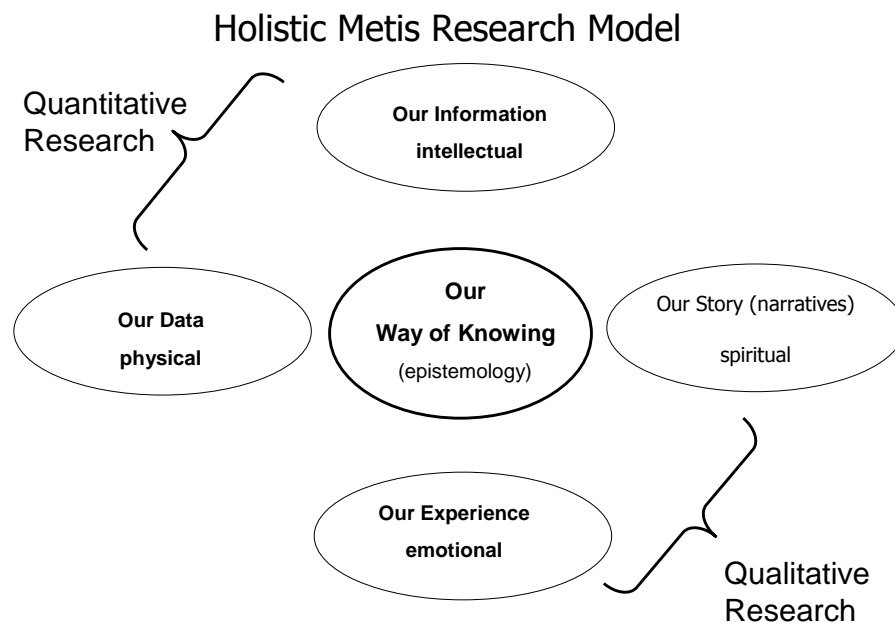 Holistic Metis Research Model
Quantitative
Research
Our Information
intellectual
Our Data
physical
Our
Way of Knowing
(epistemology)
Our Story (narratives)
spiritual
Our Experience
emotional
Qualitative
Research